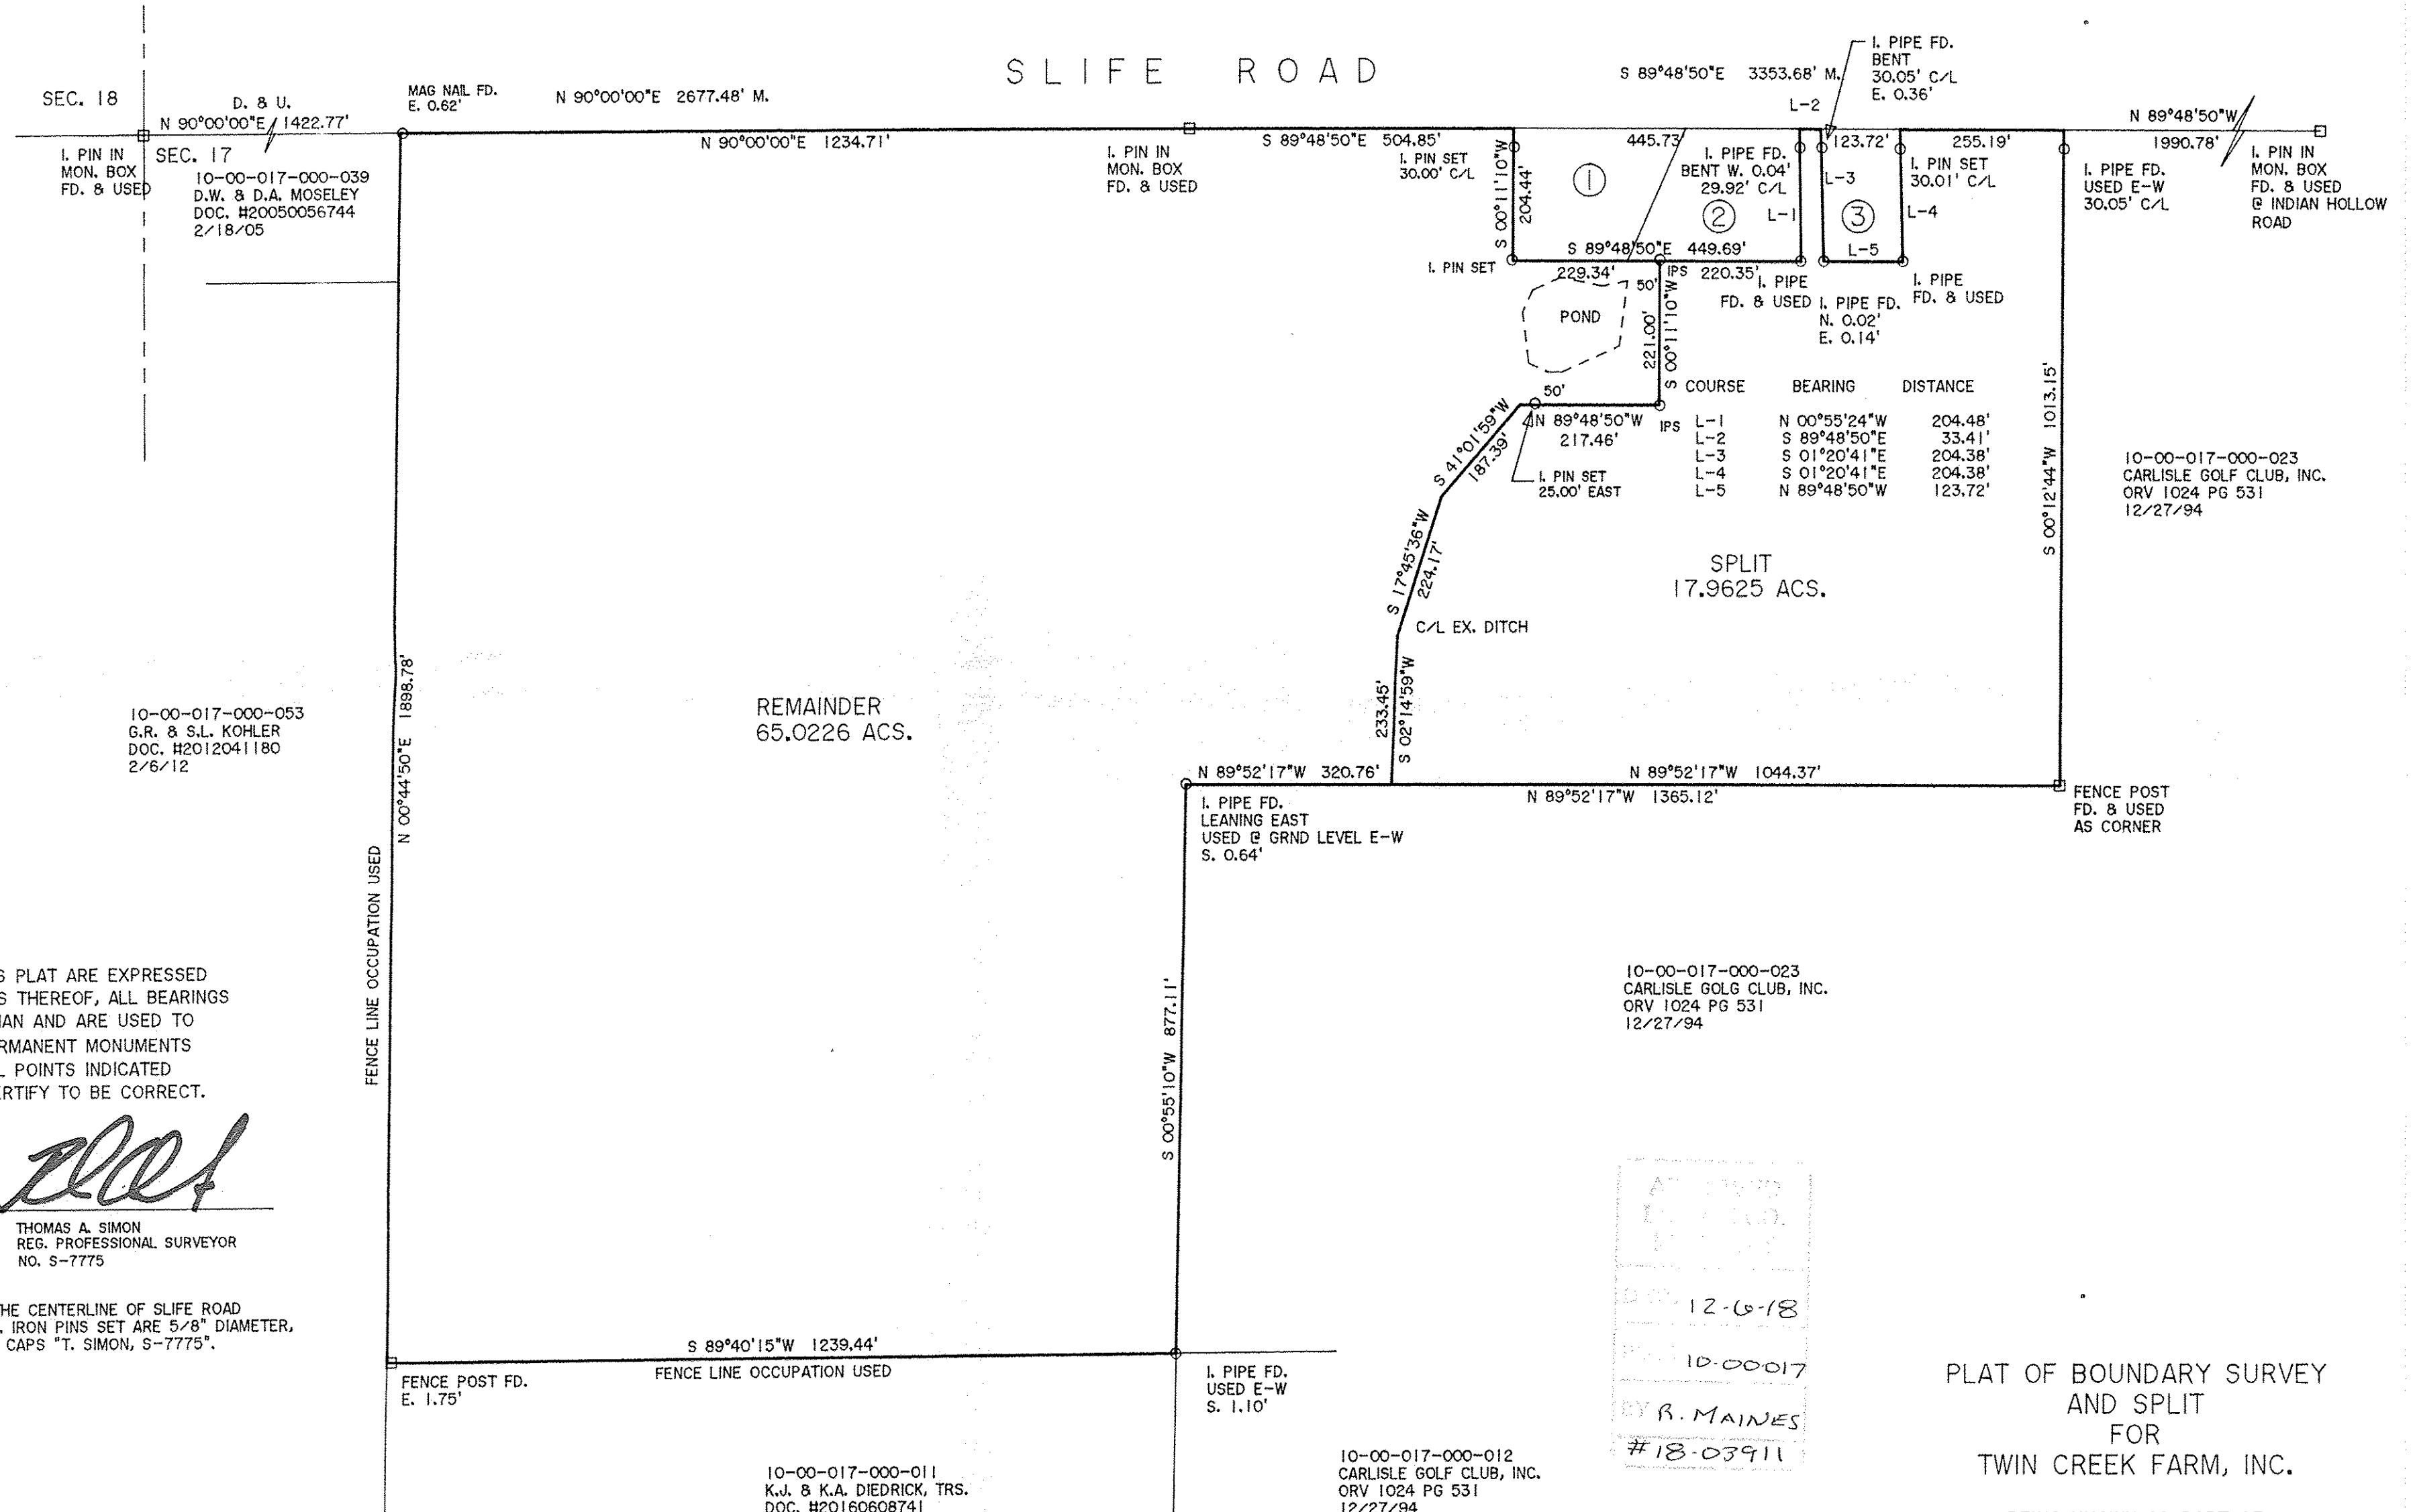 SLIFE ROAD
SEC. 18
D. & U.
N 90°00'00"E 1422.77'
I. PIN IN
MON. BOX
FD. & USED
SEC. 17
10-00-017-000-039
D.W. & D.A. MOSELEY
DOC. #20050056744
2/18/05
MAG NAIL FD.
E. 0.62'
N 90°00'00"E 2677.48' M.
N 90°00'00"E 1234.71'
I. PIN IN
MON. BOX
FD. & USED
S 89°48'50"E 504.85'
I. PIN SET
30.00' C/L
S 00°11'10"W
204.44'
S 89°48'50"E 3353.68' M.
L-2
I. PIPE FD.
BENT
30.05' C/L
E. 0.36'
445.73'
1
I. PIPE FD.
BENT W. 0.04'
29.92' C/L
2
L-1
123.72'
L-3
3
L-5
I. PIN SET
30.01' C/L
L-4
255.19'
N 89°48'50"W
1990.78'
I. PIPE FD.
USED E-W
30.05' C/L
I. PIN IN
MON. BOX
FD. & USED
@ INDIAN HOLLOW
ROAD
I. PIN SET
S 89°48'50"E 449.69'
229.34'
IPS
220.35'
I. PIPE
FD. & USED
I. PIPE FD.
N. 0.02'
E. 0.14'
I. PIPE
FD. & USED
50'
POND
221.00'
S 00°11'10"W
50'
N 89°48'50"W
217.46'
IPS
I. PIN SET
25.00' EAST
COURSE BEARING DISTANCE
L-1 N 00°55'24"W 204.48'
L-2 S 89°48'50"E 33.41'
L-3 S 01°20'41"E 204.38'
L-4 S 01°20'41"E 204.38'
L-5 N 89°48'50"W 123.72'
S 00°12'44"W 1013.15'
10-00-017-000-023
CARLISLE GOLF CLUB, INC.
ORV 1024 PG 531
12/27/94
S 41°01'59"W
187.39'
S 17°45'36"W
224.17'
C/L EX. DITCH
233.45'
S 02°14'59"W
SPLIT
17.9625 ACS.
REMAINDER
65.0226 ACS.
10-00-017-000-053
G.R. & S.L. KOHLER
DOC. #2012041180
2/6/12
N 00°44'50"E 1898.78'
FENCE LINE OCCUPATION USED
N 89°52'17"W 320.76'
N 89°52'17"W 1044.37'
N 89°52'17"W 1365.12'
I. PIPE FD.
LEANING EAST
USED @ GRND LEVEL E-W
S. 0.64'
FENCE POST
FD. & USED
AS CORNER
S 00°55'10"W 877.11'
10-00-017-000-023
CARLISLE GOLG CLUB, INC.
ORV 1024 PG 531
12/27/94
S PLAT ARE EXPRESSED
S THEREOF, ALL BEARINGS
IAN AND ARE USED TO
RMANENT MONUMENTS
L POINTS INDICATED
ERTIFY TO BE CORRECT.
THOMAS A. SIMON
REG. PROFESSIONAL SURVEYOR
NO. S-7775
HE CENTERLINE OF SLIFE ROAD
. IRON PINS SET ARE 5/8" DIAMETER,
CAPS "T. SIMON, S-7775".
S 89°40'15"W 1239.44'
FENCE LINE OCCUPATION USED
FENCE POST FD.
E. 1.75'
I. PIPE FD.
USED E-W
S. 1.10'
10-00-017-000-011
K.J. & K.A. DIEDRICK, TRS.
DOC. #20160608741
10-00-017-000-012
CARLISLE GOLF CLUB, INC.
ORV 1024 PG 531
12/27/94
12-6-18
10-00017
BY R. MAINES
#18-03911
PLAT OF BOUNDARY SURVEY
AND SPLIT
FOR
TWIN CREEK FARM, INC.